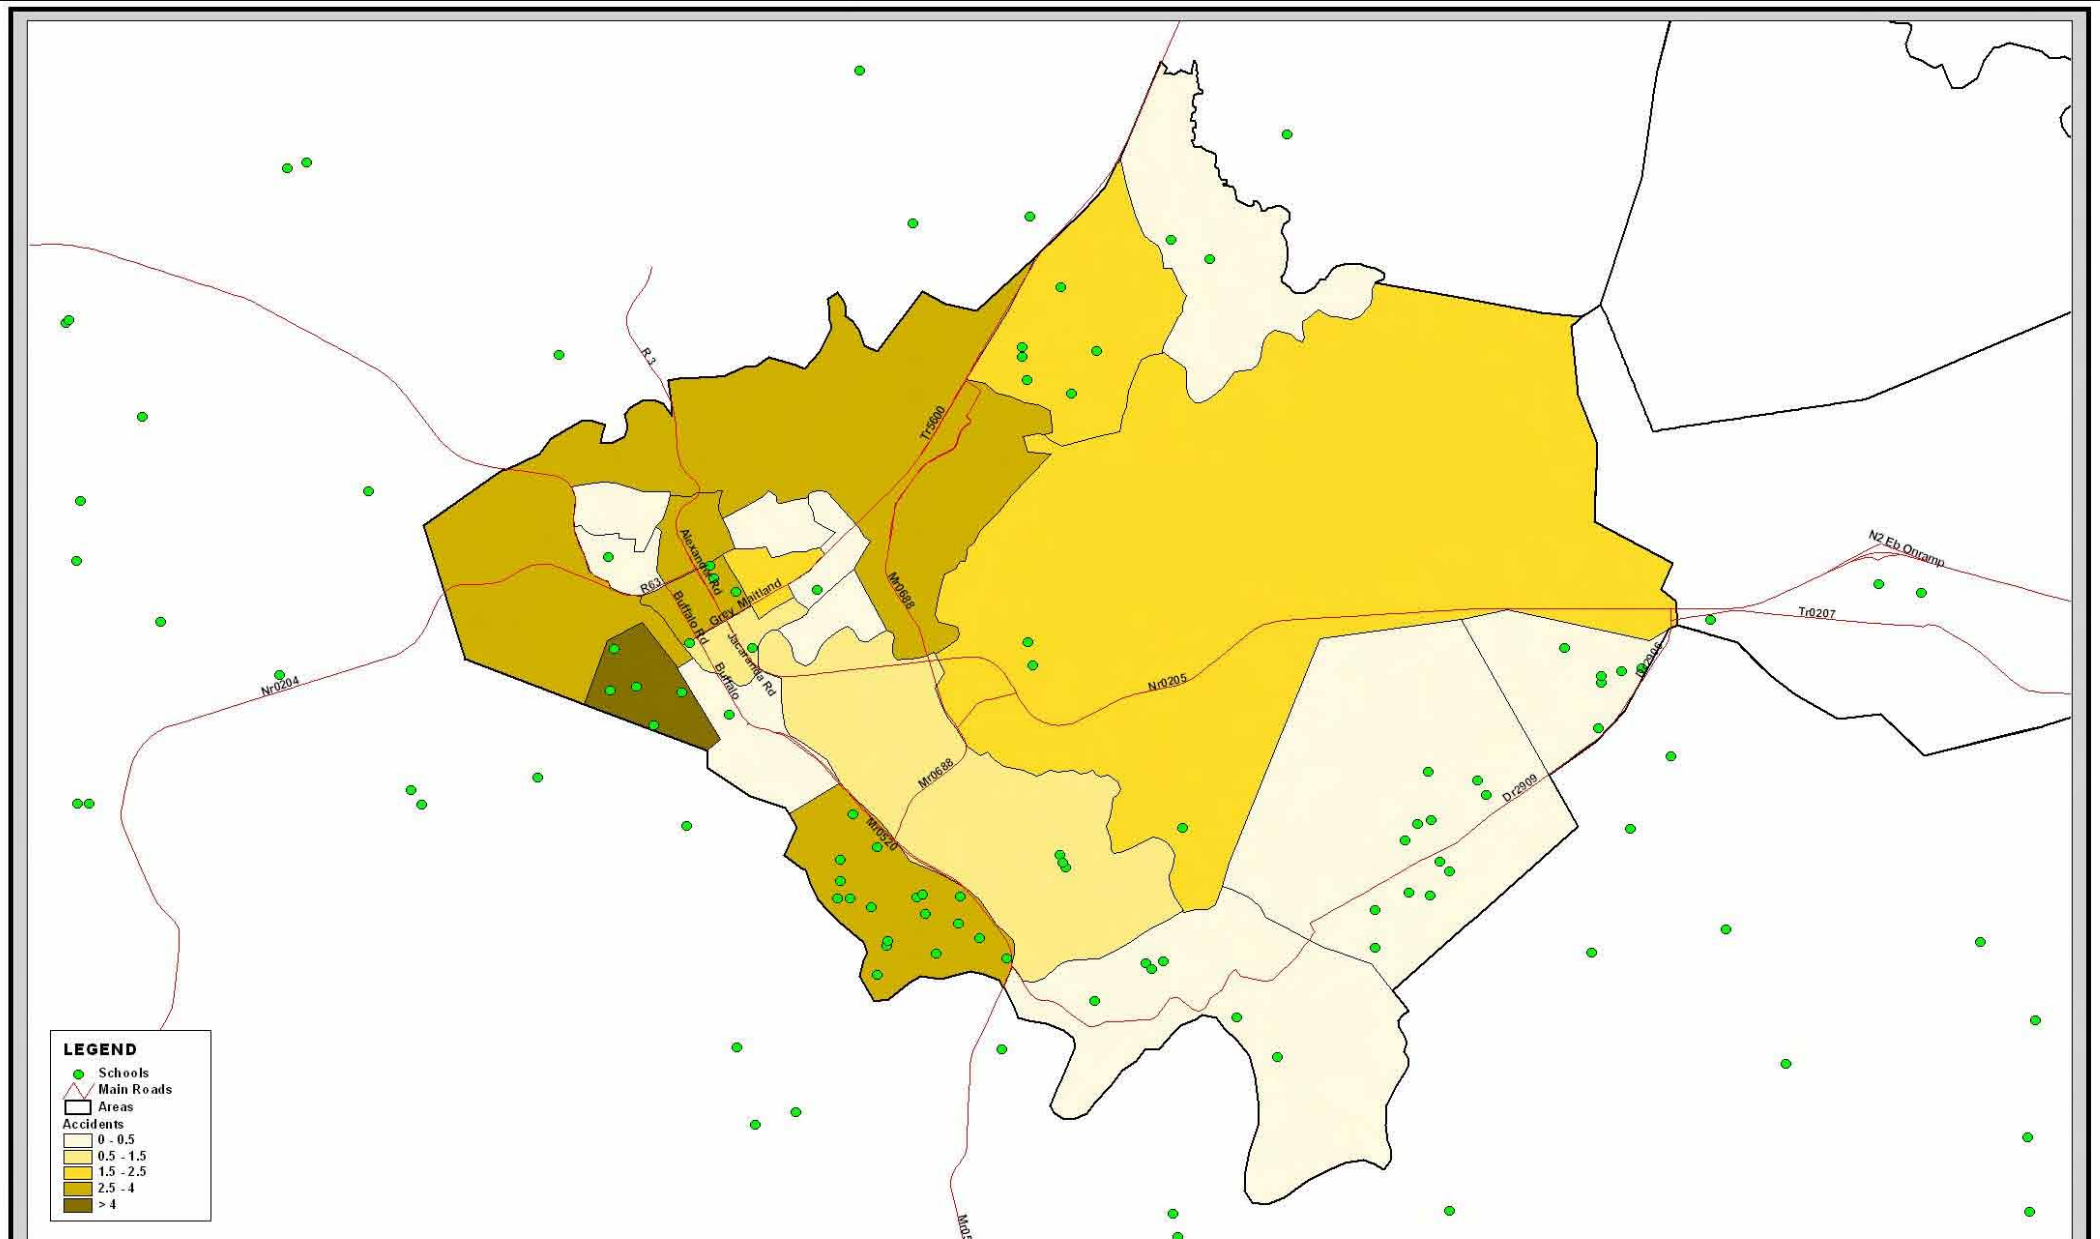 N2 Eb Onramp
R 3
Tr5600
Alexandra Rd
R63
Mr0688
Grey Maitland
Buffalo Rd
Tr0207
Jacaranda Rd
Buffalo
Nr0204
Nr0205
Dr2906
Mr0688
Dr2909
Mr0520
LEGEND
Schools
Main Roads
Areas
Accidents
0 - 0.5
0.5 - 1.5
1.5 - 2.5
2.5 - 4
> 4